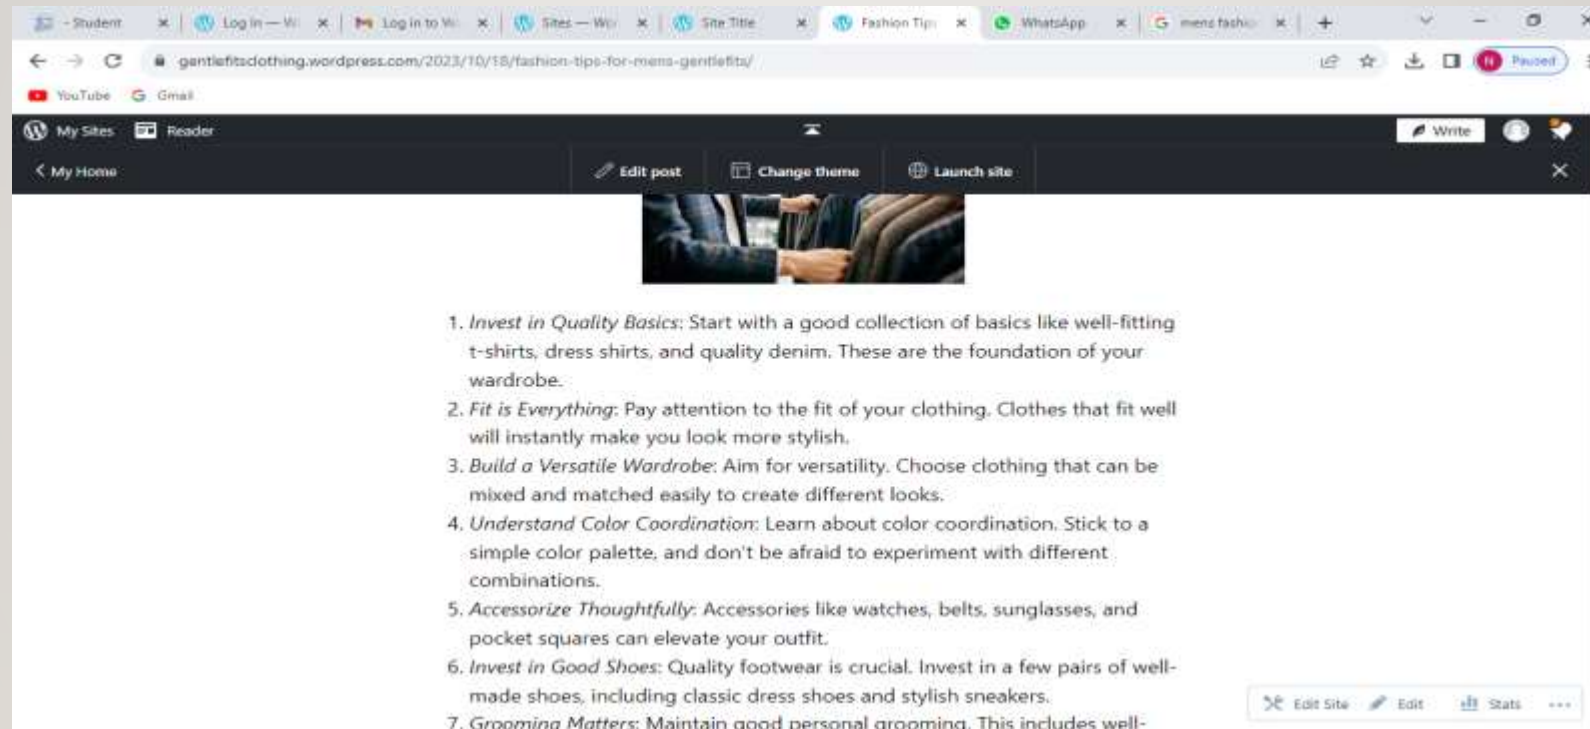 - Student
Log in — W
Log in to W
Sites — Wor
Site Title
Fashion Tip
WhatsApp
mens fashio
gentlefitsclothing.wordpress.com/2023/10/18/fashion-tips-for-mens-gentlefits/
N
Paused
YouTube
Gmail
My Sites
Reader
Write
My Home
Edit post
Change theme
Launch site
1. Invest in Quality Basics: Start with a good collection of basics like well-fitting
t-shirts, dress shirts, and quality denim. These are the foundation of your
wardrobe.
2. Fit is Everything: Pay attention to the fit of your clothing. Clothes that fit well
will instantly make you look more stylish.
3. Build a Versatile Wardrobe: Aim for versatility. Choose clothing that can be
mixed and matched easily to create different looks.
4. Understand Color Coordination: Learn about color coordination. Stick to a
simple color palette, and don't be afraid to experiment with different
combinations.
5. Accessorize Thoughtfully: Accessories like watches, belts, sunglasses, and
pocket squares can elevate your outfit.
6. Invest in Good Shoes: Quality footwear is crucial. Invest in a few pairs of well-
made shoes, including classic dress shoes and stylish sneakers.
7. Grooming Matters: Maintain good personal grooming. This includes well-
Edit Site
Edit
Stats